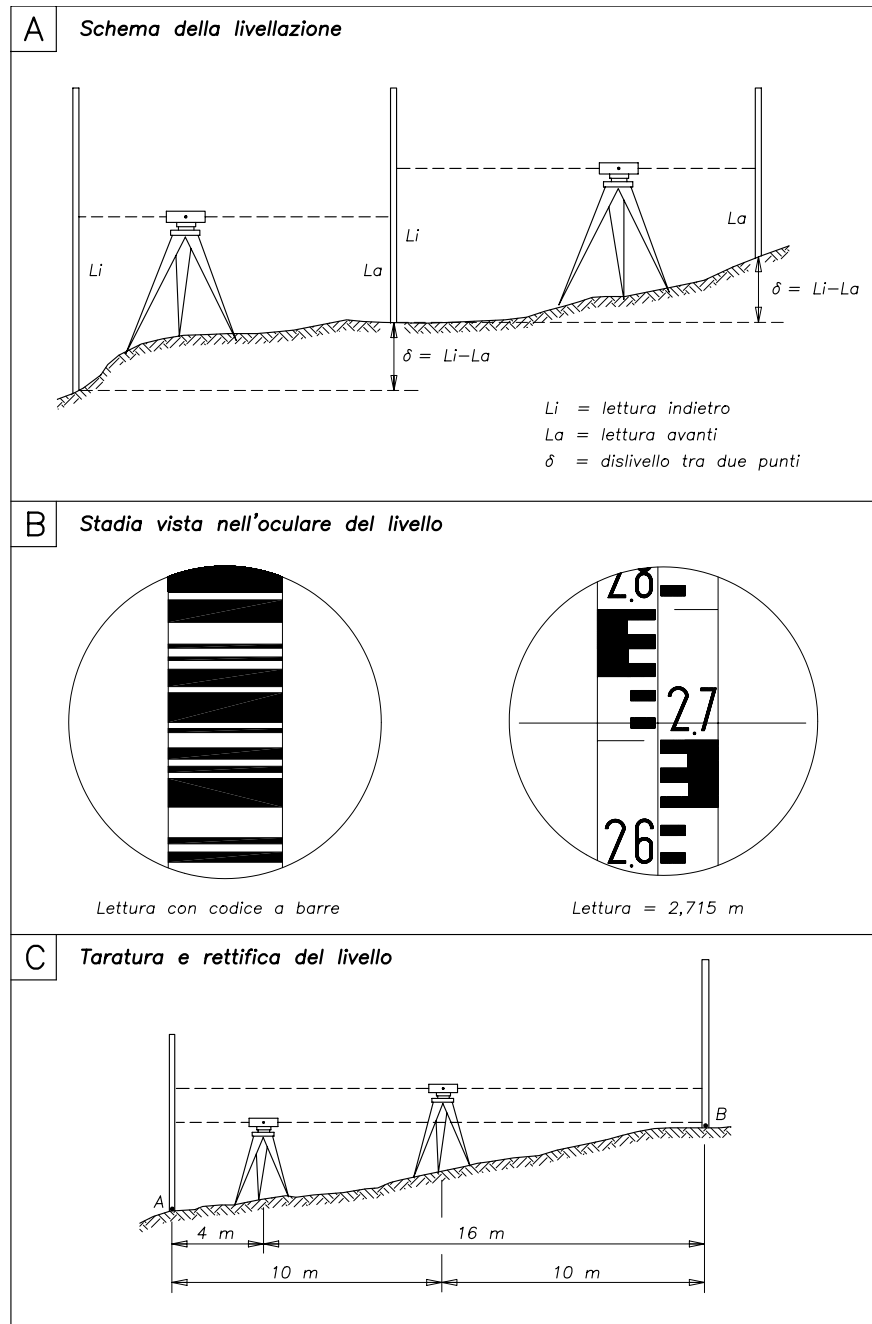 A
Schema della livellazione
Li
La
Li
La
δ = Li–La
δ = Li–La
Li = lettura indietro
La = lettura avanti
δ = dislivello tra due punti
B
Stadia vista nell'oculare del livello
2.8
2.7
2.6
Lettura con codice a barre
Lettura = 2,715 m
C
Taratura e rettifica del livello
B
A
4 m
16 m
10 m
10 m